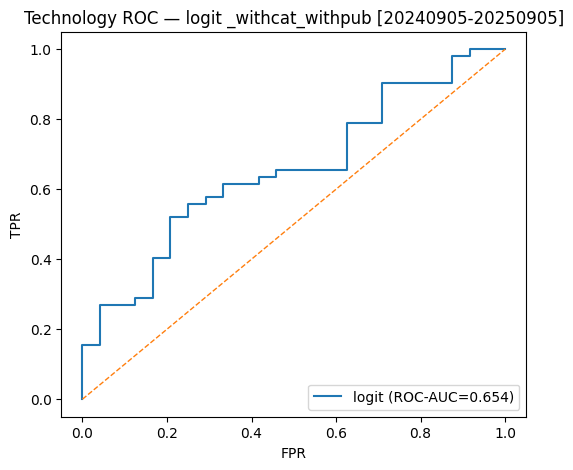 Technology ROC — logit _withcat_withpub [20240905-20250905]
1.0
0.8
0.6
0.4
0.2
0.0
TPR
0.0 0.2 0.4 0.6 0.8 1.0
FPR
logit (ROC-AUC=0.654)